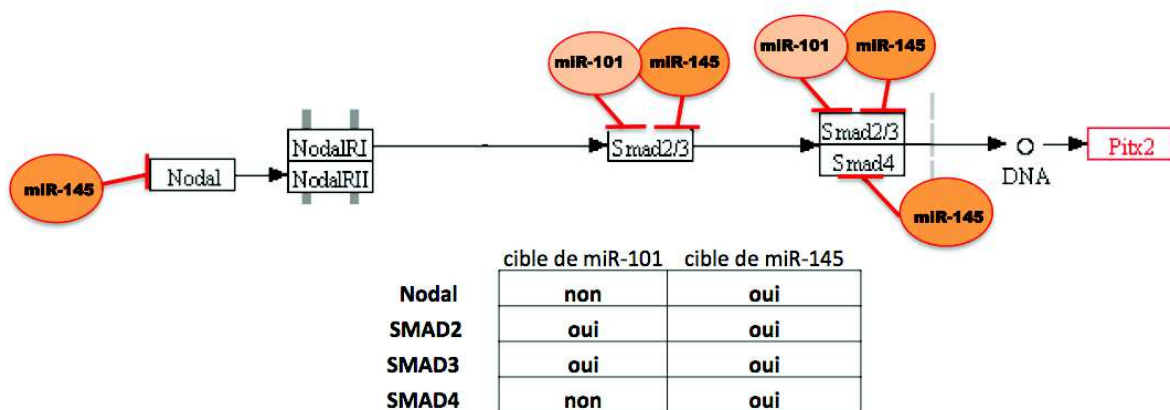 miR-101 miR-145
miR-101 miR-145
Smad2/3
NodalRI
NodalRII
Smad2/3
Smad4
Nodal
miR-145
DNA
Pitx2
miR-145
cible de miR-101 cible de miR-145
Nodal non oui
SMAD2 oui oui
SMAD3 oui oui
SMAD4 non oui